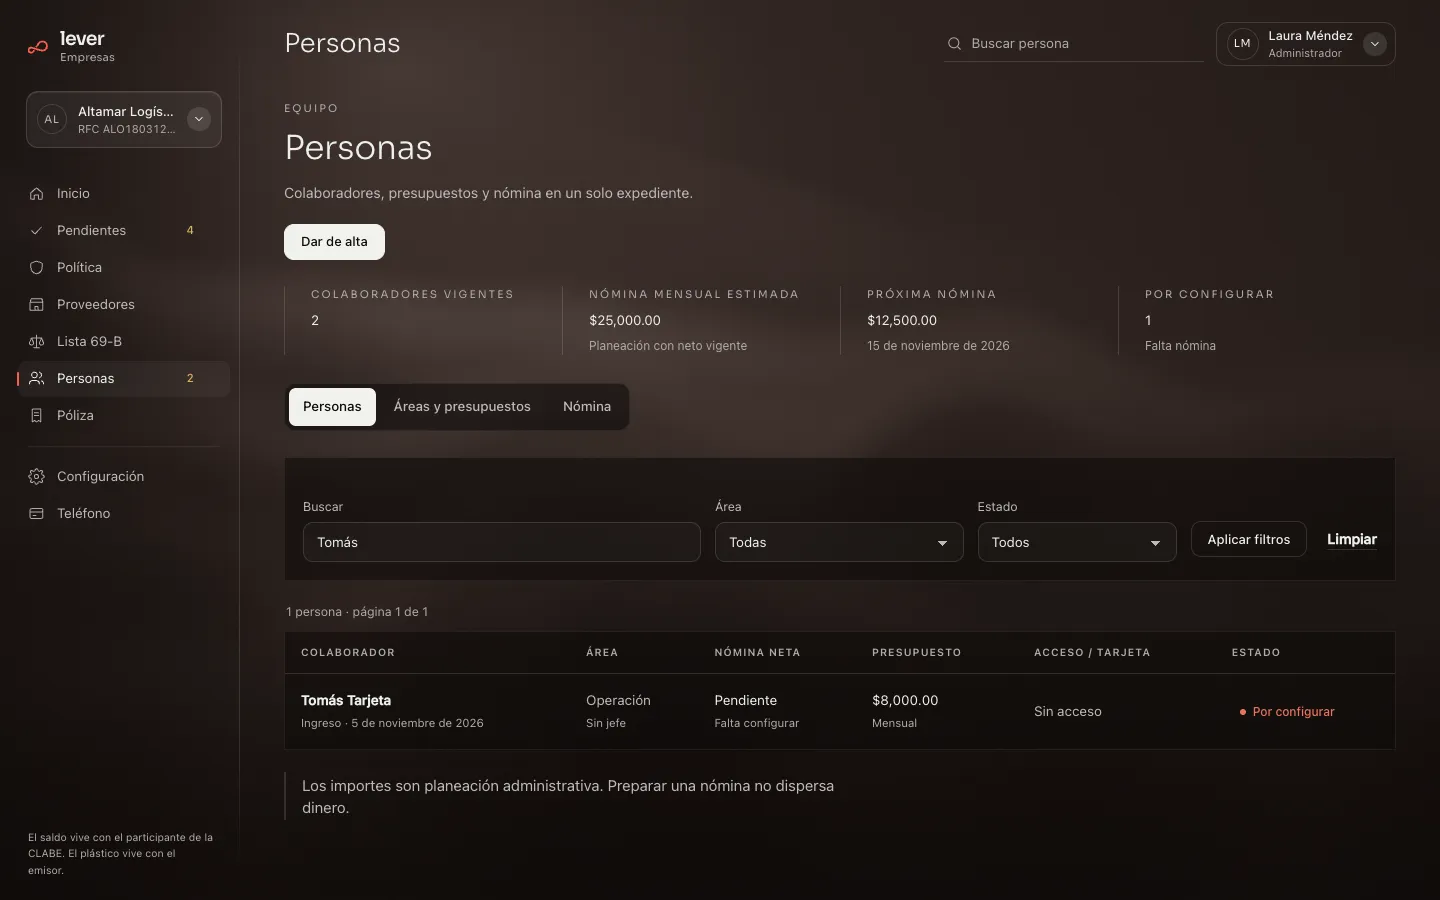 lever
Empresas
AL
Altamar Logís...
RFC ALO180312...
Inicio
Pendientes 4
Política
Proveedores
Lista 69-B
Personas 2
Póliza
Configuración
Teléfono
El saldo vive con el participante de la
CLABE. El plástico vive con el
emisor.
Personas
Buscar persona
LM
Laura Méndez
Administrador
EQUIPO
Personas
Colaboradores, presupuestos y nómina en un solo expediente.
Dar de alta
COLABORADORES VIGENTES
2
NÓMINA MENSUAL ESTIMADA
$25,000.00
Planeación con neto vigente
PRÓXIMA NÓMINA
$12,500.00
15 de noviembre de 2026
POR CONFIGURAR
1
Falta nómina
Personas Áreas y presupuestos Nómina
Buscar
Tomás
Área
Todas
Estado
Todos
Aplicar filtros
Limpiar
1 persona · página 1 de 1
COLABORADOR ÁREA NÓMINA NETA PRESUPUESTO ACCESO / TARJETA ESTADO
Tomás Tarjeta
Ingreso · 5 de noviembre de 2026
Operación
Sin jefe
Pendiente
Falta configurar
$8,000.00
Mensual
Sin acceso
Por configurar
Los importes son planeación administrativa. Preparar una nómina no dispersa
dinero.